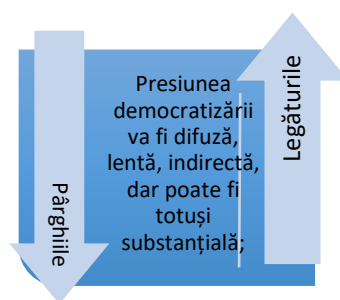 Pârghiile
Presiunea
democratizării
va fi difuză,
lentă, indirectă,
dar poate fi
totuși
substanțială;
Legăturile